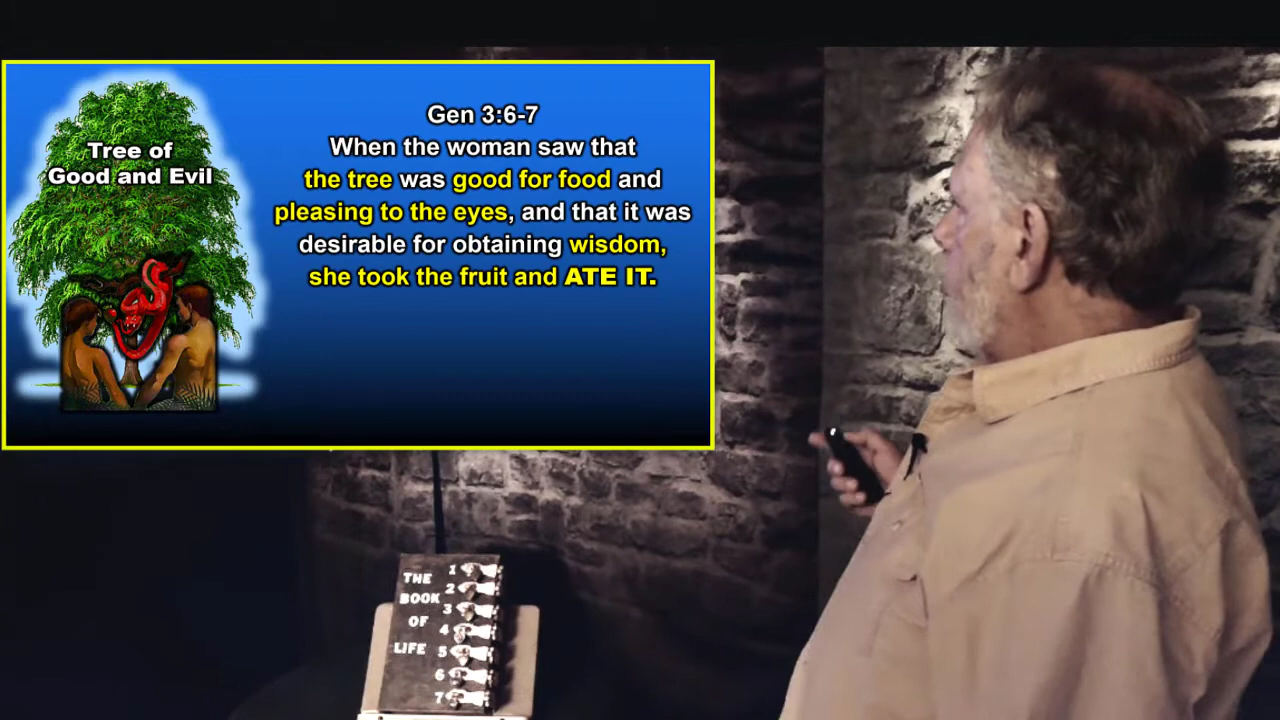 Tree of
Good and Evil
Gen 3:6-7
When the woman saw that
the tree was good for food and
pleasing to the eyes, and that it was
desirable for obtaining wisdom,
she took the fruit and ATE IT.
THE
BOOK
OF
LIFE
1
2
3
4
5
6
7